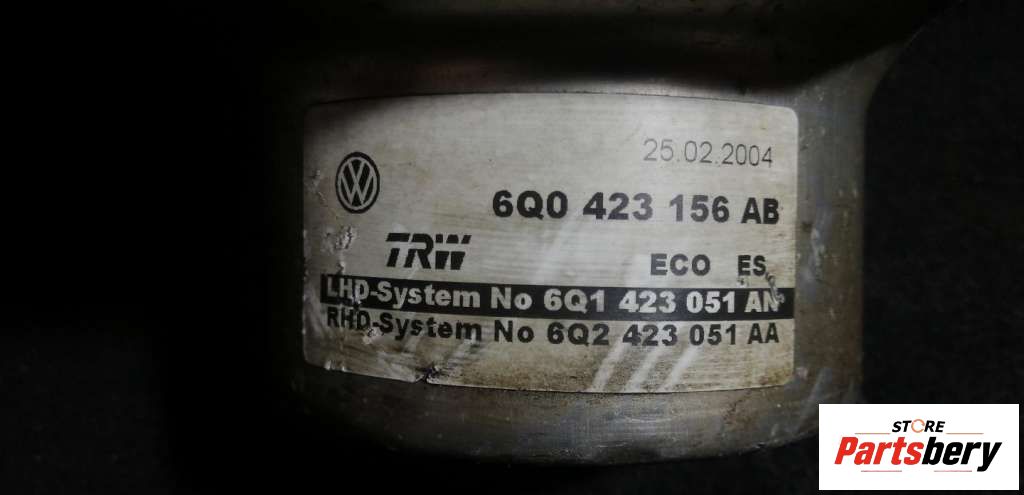 25.02.2004
VW
6Q0 423 156 AB
TRW
ECO ES
LHD-System No 6Q1 423 051 AN
RHD-System No 6Q2 423 051 AA
STORE
Partsbery